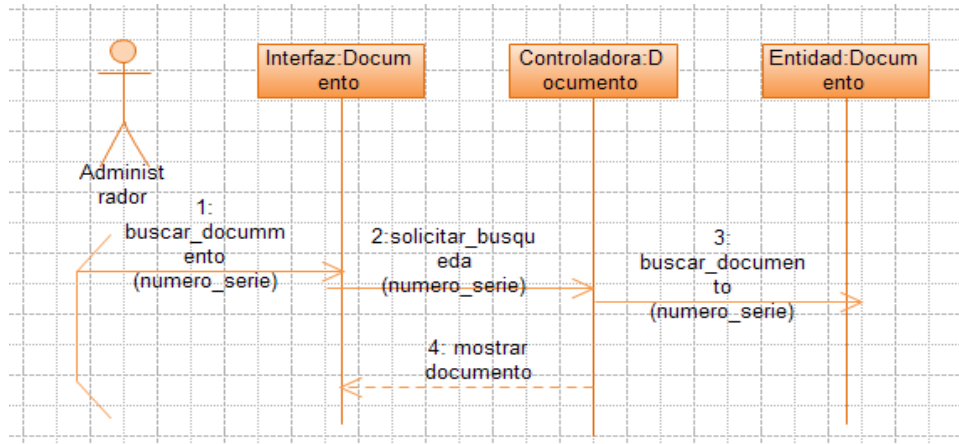 Interfaz:Docum
ento
Controladora:D
ocumento
Entidad:Docum
ento
Administ
rador
1:
buscar_documm
ento
(numero_serie)
2:solicitar_busqu
eda
(numero_serie)
3:
buscar_documen
to
(numero_serie)
4: mostrar
documento